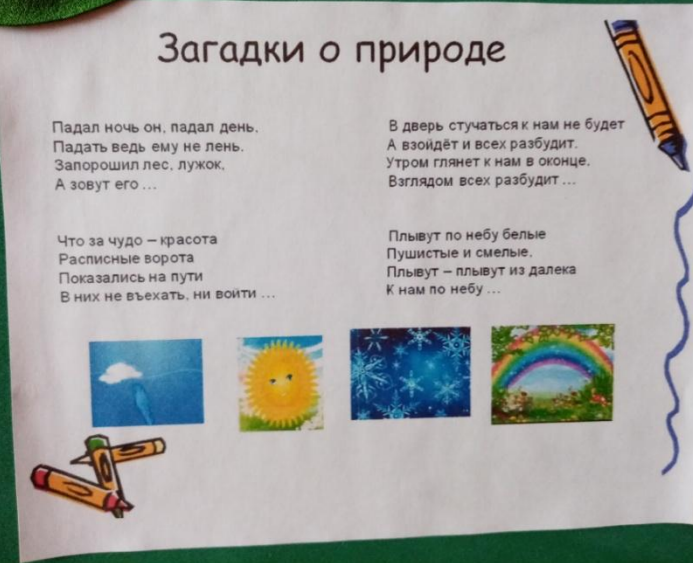 Загадки о природе
Падал ночь он, падал день,
Падать ведь ему не лень.
Запорошил лес, лужок,
А зовут его ...
В дверь стучаться к нам не будет
А взойдёт и всех разбудит.
Утром глянет к нам в оконце,
Взглядом всех разбудит ...
Что за чудо – красота
Расписные ворота
Показались на пути
В них не въехать, ни войти ...
Плывут по небу белые
Пушистые и смелые.
Плывут – плывут из далека
К нам по небу ...